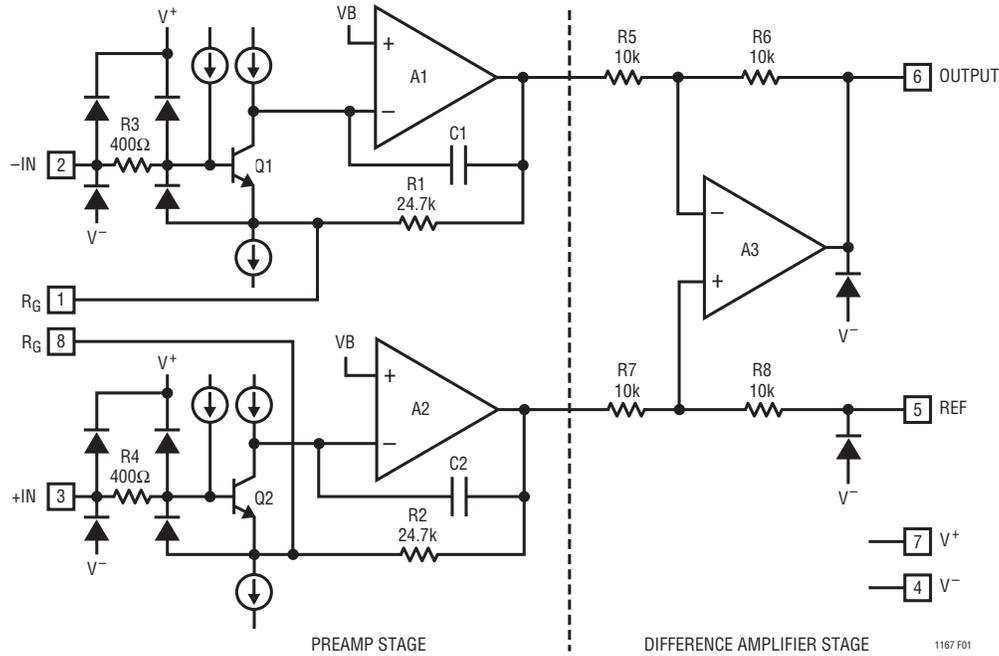 V+
VB
+
A1
−
R5
10k
R6
10k
6 OUTPUT
R3
400Ω
−IN 2
Q1
C1
R1
24.7k
V−
−
A3
+
V−
RG 1
RG 8
V+
VB
+
A2
−
R7
10k
R8
10k
5 REF
R4
400Ω
+IN 3
Q2
C2
R2
24.7k
V−
V−
7 V+
4 V−
PREAMP STAGE
DIFFERENCE AMPLIFIER STAGE
1167 F01